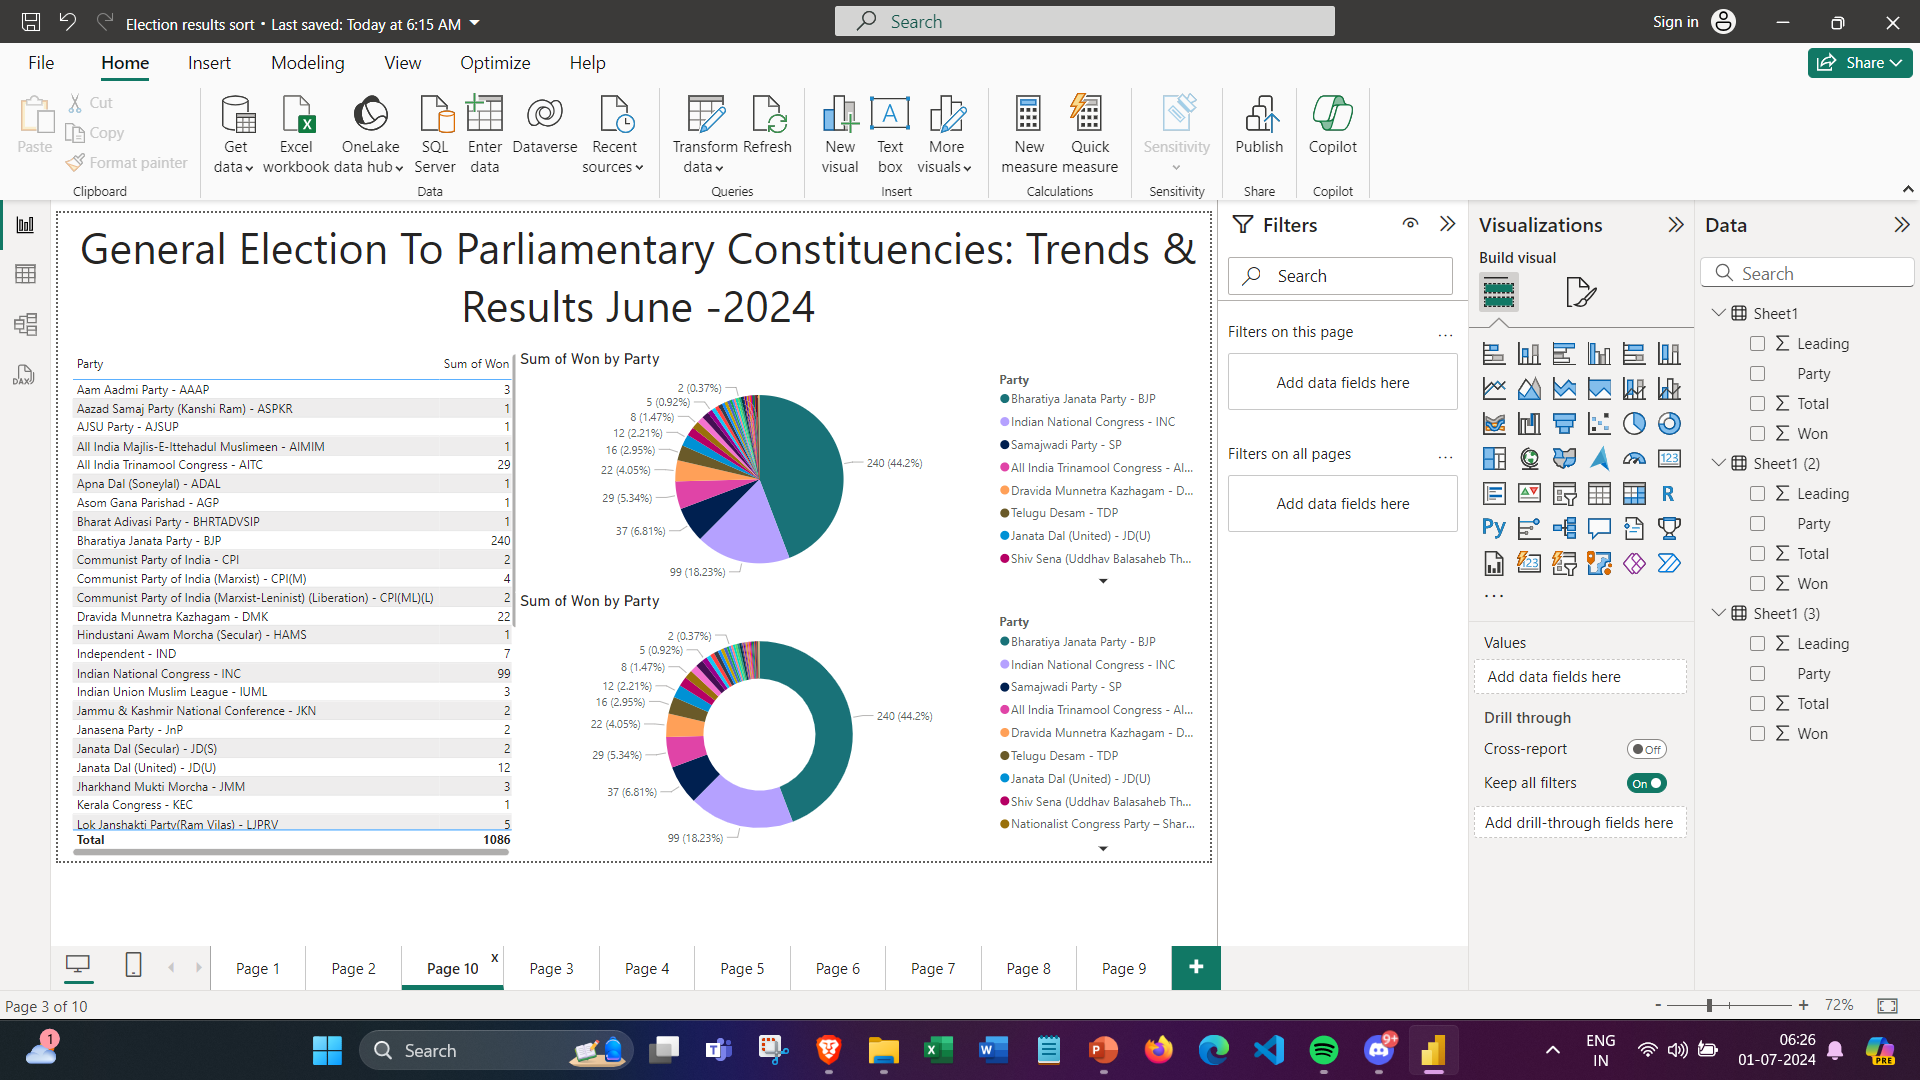 Election results sort • Last saved: Today at 6:15 AM
Search
Sign in
File
Home
Insert
Modeling
View
Optimize
Help
Share
Paste
Cut
Copy
Format painter
Clipboard
Get data
Excel workbook
OneLake data hub
SQL Server
Enter data
Dataverse
Recent sources
Data
Transform data
Refresh
Queries
New visual
Text box
More visuals
Insert
New measure
Quick measure
Calculations
Sensitivity
Sensitivity
Publish
Share
Copilot
Copilot
General Election To Parliamentary Constituencies: Trends &
Results June -2024
Party Sum of Won
Aam Aadmi Party - AAAP 3
Aazad Samaj Party (Kanshi Ram) - ASPKR 1
AJSU Party - AJSUP 1
All India Majlis-E-Ittehadul Muslimeen - AIMIM 1
All India Trinamool Congress - AITC 29
Apna Dal (Soneylal) - ADAL 1
Asom Gana Parishad - AGP 1
Bharat Adivasi Party - BHRTADVSIP 1
Bharatiya Janata Party - BJP 240
Communist Party of India - CPI 2
Communist Party of India (Marxist) - CPI(M) 4
Communist Party of India (Marxist-Leninist) (Liberation) - CPI(ML)(L) 2
Dravida Munnetra Kazhagam - DMK 22
Hindustani Awam Morcha (Secular) - HAMS 1
Independent - IND 7
Indian National Congress - INC 99
Indian Union Muslim League - IUML 3
Jammu & Kashmir National Conference - JKN 2
Janasena Party - JnP 2
Janata Dal (Secular) - JD(S) 2
Janata Dal (United) - JD(U) 12
Jharkhand Mukti Morcha - JMM 3
Kerala Congress - KEC 1
Lok Janshakti Party(Ram Vilas) - LJPRV 5
Total 1086
Sum of Won by Party
2 (0.37%)
5 (0.92%)
8 (1.47%)
12 (2.21%)
16 (2.95%)
22 (4.05%)
29 (5.34%)
37 (6.81%)
99 (18.23%)
240 (44.2%)
Party
Bharatiya Janata Party - BJP
Indian National Congress - INC
Samajwadi Party - SP
All India Trinamool Congress - AI...
Dravida Munnetra Kazhagam - D...
Telugu Desam - TDP
Janata Dal (United) - JD(U)
Shiv Sena (Uddhav Balasaheb Th...
Sum of Won by Party
2 (0.37%)
5 (0.92%)
8 (1.47%)
12 (2.21%)
16 (2.95%)
22 (4.05%)
29 (5.34%)
37 (6.81%)
99 (18.23%)
240 (44.2%)
Party
Bharatiya Janata Party - BJP
Indian National Congress - INC
Samajwadi Party - SP
All India Trinamool Congress - AI...
Dravida Munnetra Kazhagam - D...
Telugu Desam - TDP
Janata Dal (United) - JD(U)
Shiv Sena (Uddhav Balasaheb Th...
Nationalist Congress Party – Shar...
Filters
Search
Filters on this page ...
Add data fields here
Filters on all pages ...
Add data fields here
Visualizations
Build visual
123
R
Py
123
...
Values
Add data fields here
Drill through
Cross-report Off
Keep all filters On
Add drill-through fields here
Data
Search
Sheet1
Leading
Party
Total
Won
Sheet1 (2)
Leading
Party
Total
Won
Sheet1 (3)
Leading
Party
Total
Won
Page 1
Page 2
Page 10 x
Page 3
Page 4
Page 5
Page 6
Page 7
Page 8
Page 9
+
Page 3 of 10
- + 72%
1
Search
9+
ENG
IN
06:26
01-07-2024
PRE
DAX